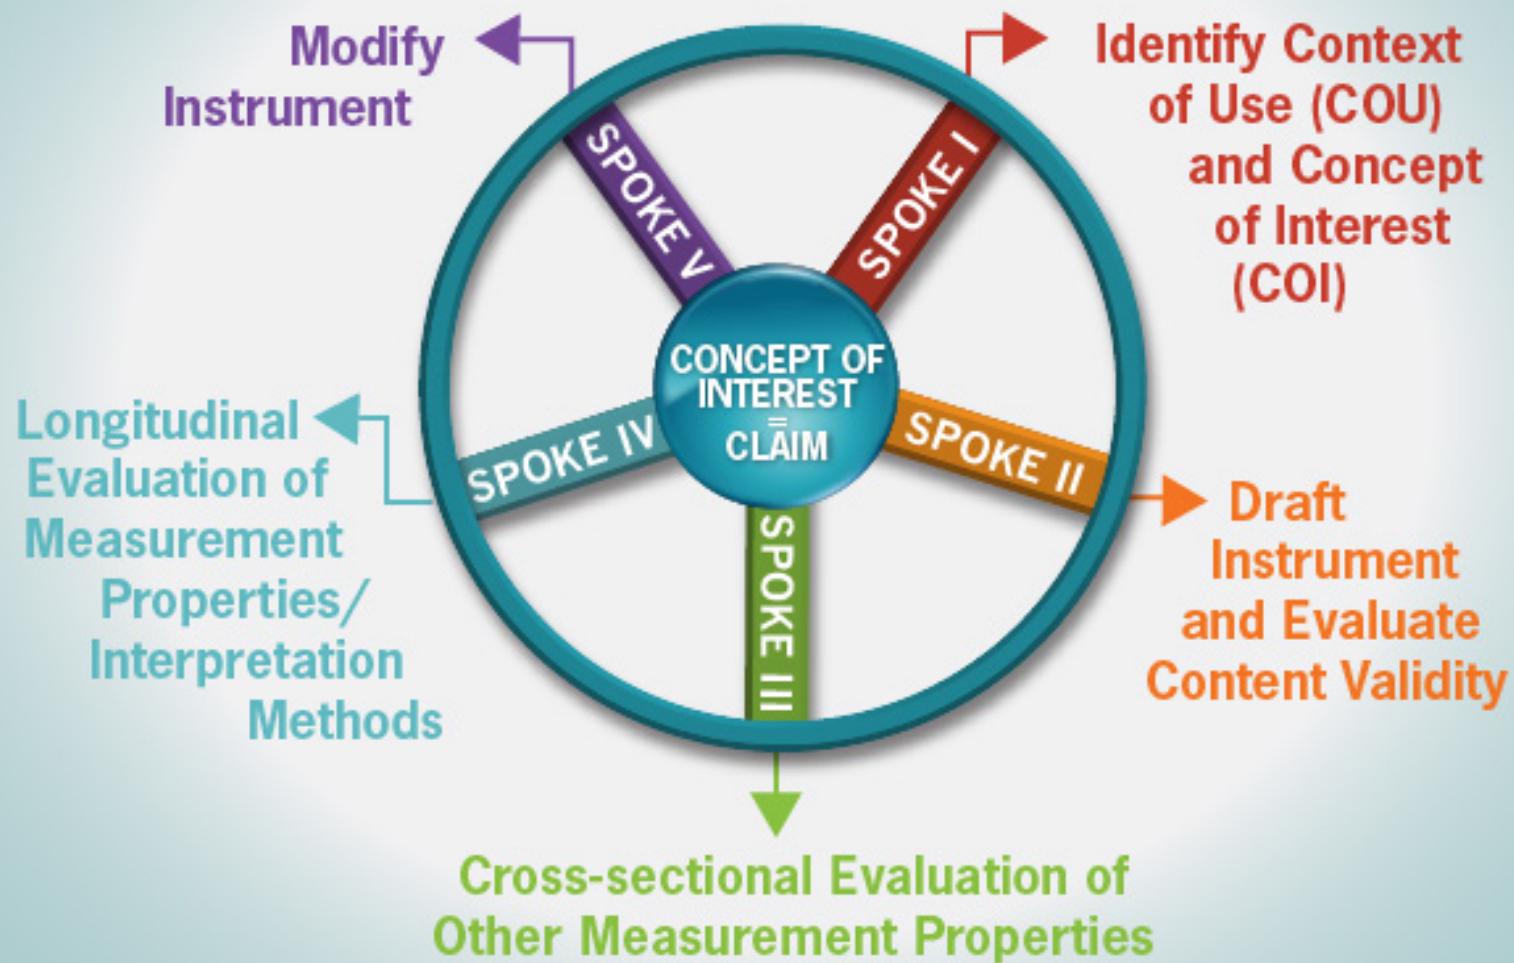 Modify
Instrument
Identify Context
of Use (COU)
and Concept
of Interest
(COI)
SPOKE V
SPOKE I
CONCEPT OF
INTEREST
=
CLAIM
SPOKE IV
SPOKE II
SPOKE III
Longitudinal
Evaluation of
Measurement
Properties/
Interpretation
Methods
Draft
Instrument
and Evaluate
Content Validity
Cross-sectional Evaluation of
Other Measurement Properties